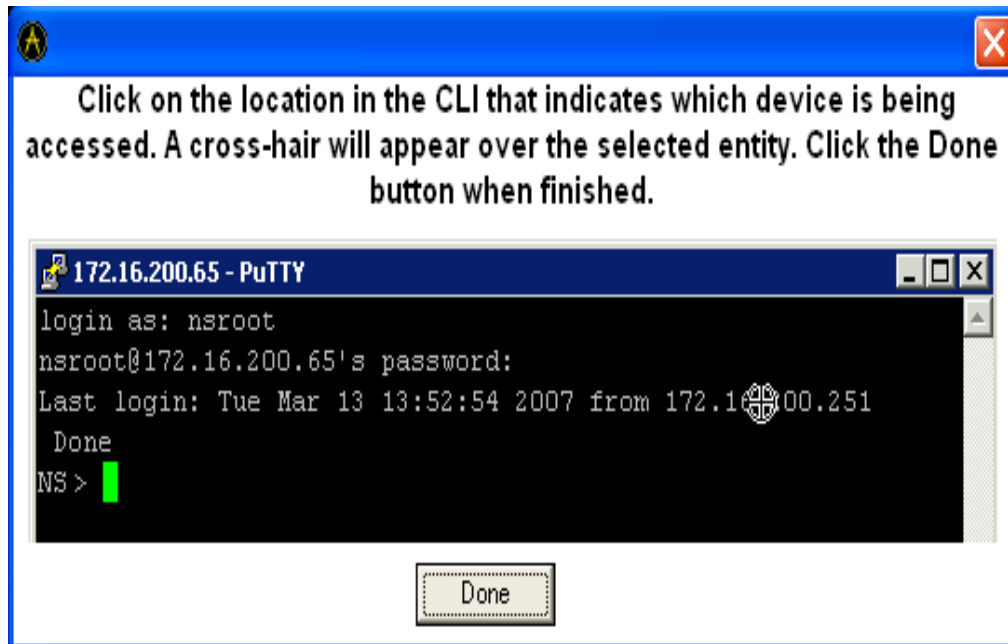 Click on the location in the CLI that indicates which device is being
accessed. A cross-hair will appear over the selected entity. Click the Done
button when finished.
172.16.200.65 - PuTTY
login as: nsroot
nsroot@172.16.200.65's password:
Last login: Tue Mar 13 13:52:54 2007 from
Done
NS>
Done